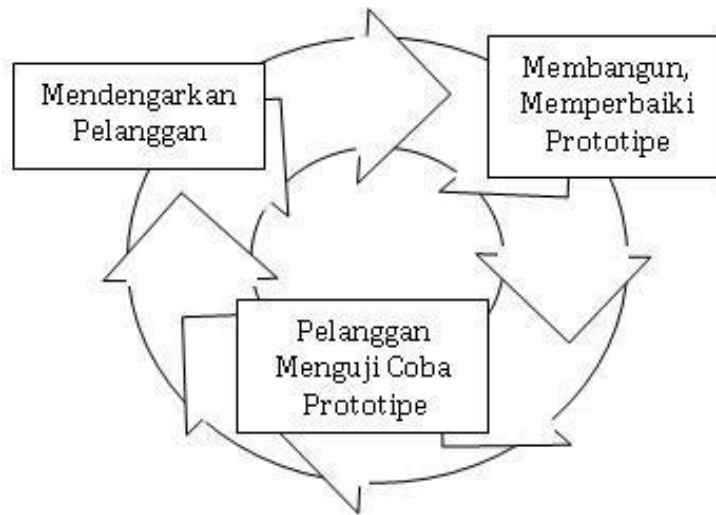 Mendengarkan
Pelanggan
Membangun,
Memperbaiki
Prototipe
Pelanggan
Menguji Coba
Prototipe